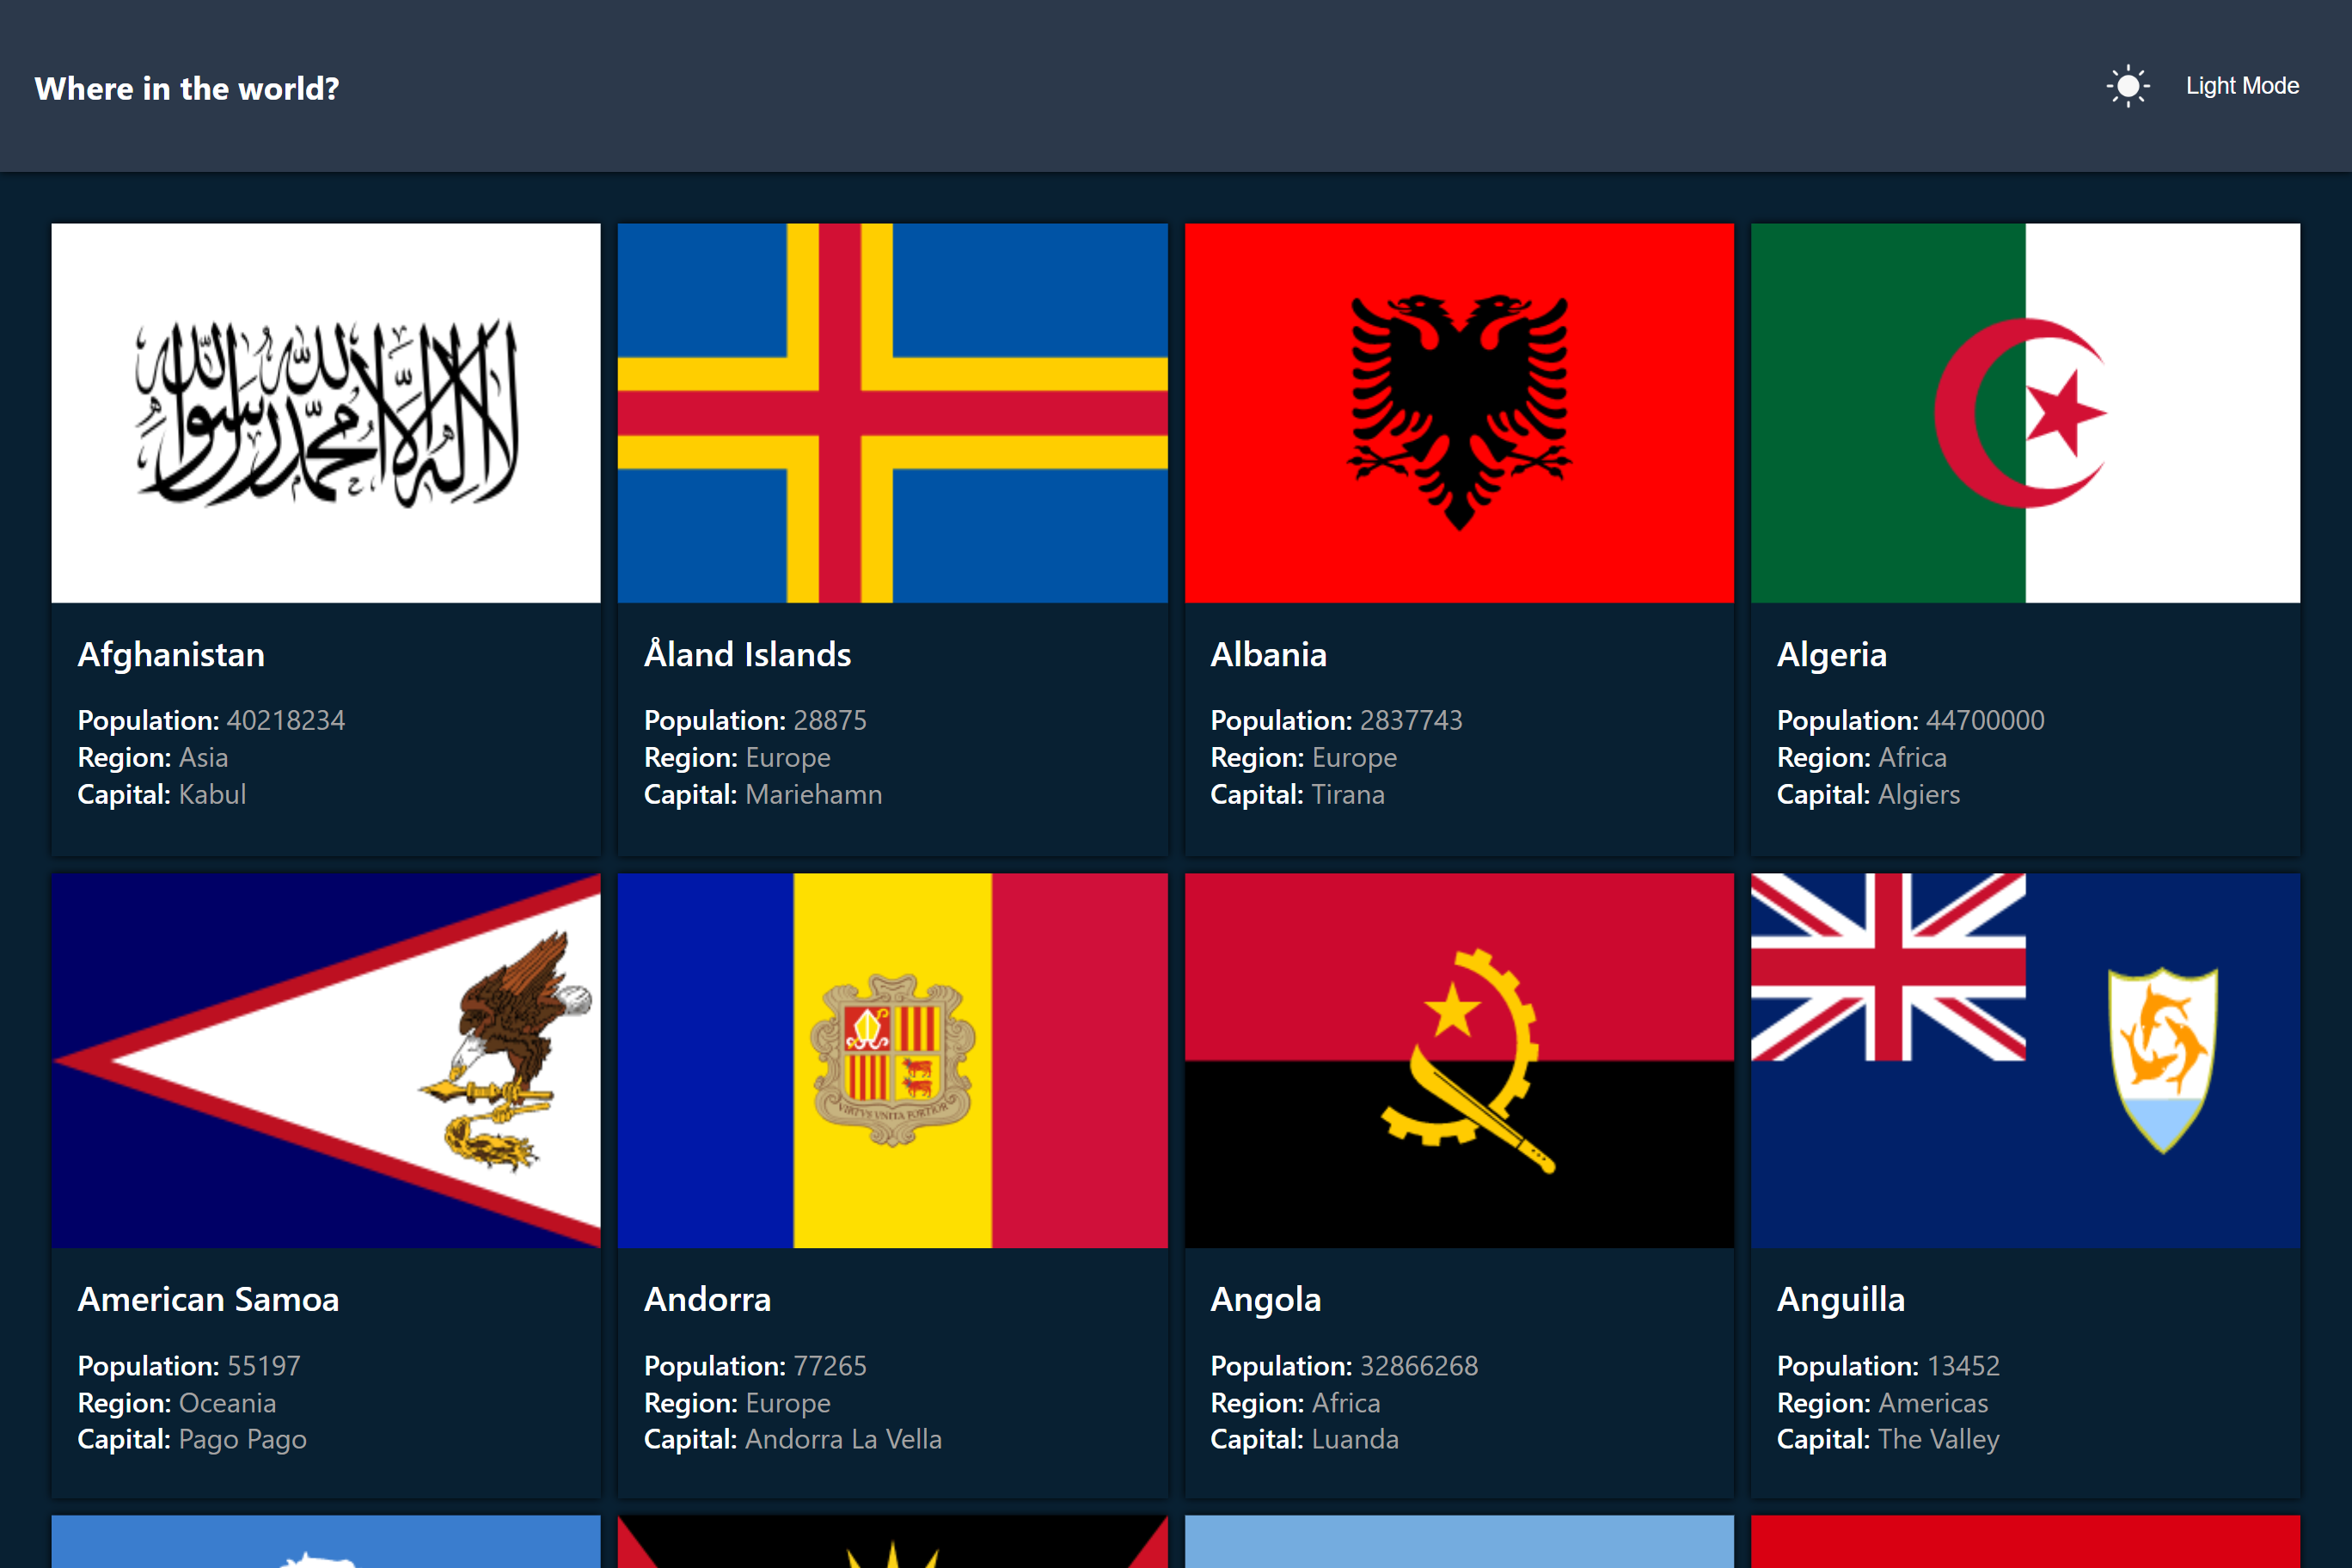 Where in the world?
Light Mode
لا إله إلا الله محمد رسول الله
Afghanistan
Population: 40218234
Region: Asia
Capital: Kabul
Åland Islands
Population: 28875
Region: Europe
Capital: Mariehamn
Albania
Population: 2837743
Region: Europe
Capital: Tirana
Algeria
Population: 44700000
Region: Africa
Capital: Algiers
VIRTVS UNITA FORTIOR
American Samoa
Population: 55197
Region: Oceania
Capital: Pago Pago
Andorra
Population: 77265
Region: Europe
Capital: Andorra La Vella
Angola
Population: 32866268
Region: Africa
Capital: Luanda
Anguilla
Population: 13452
Region: Americas
Capital: The Valley